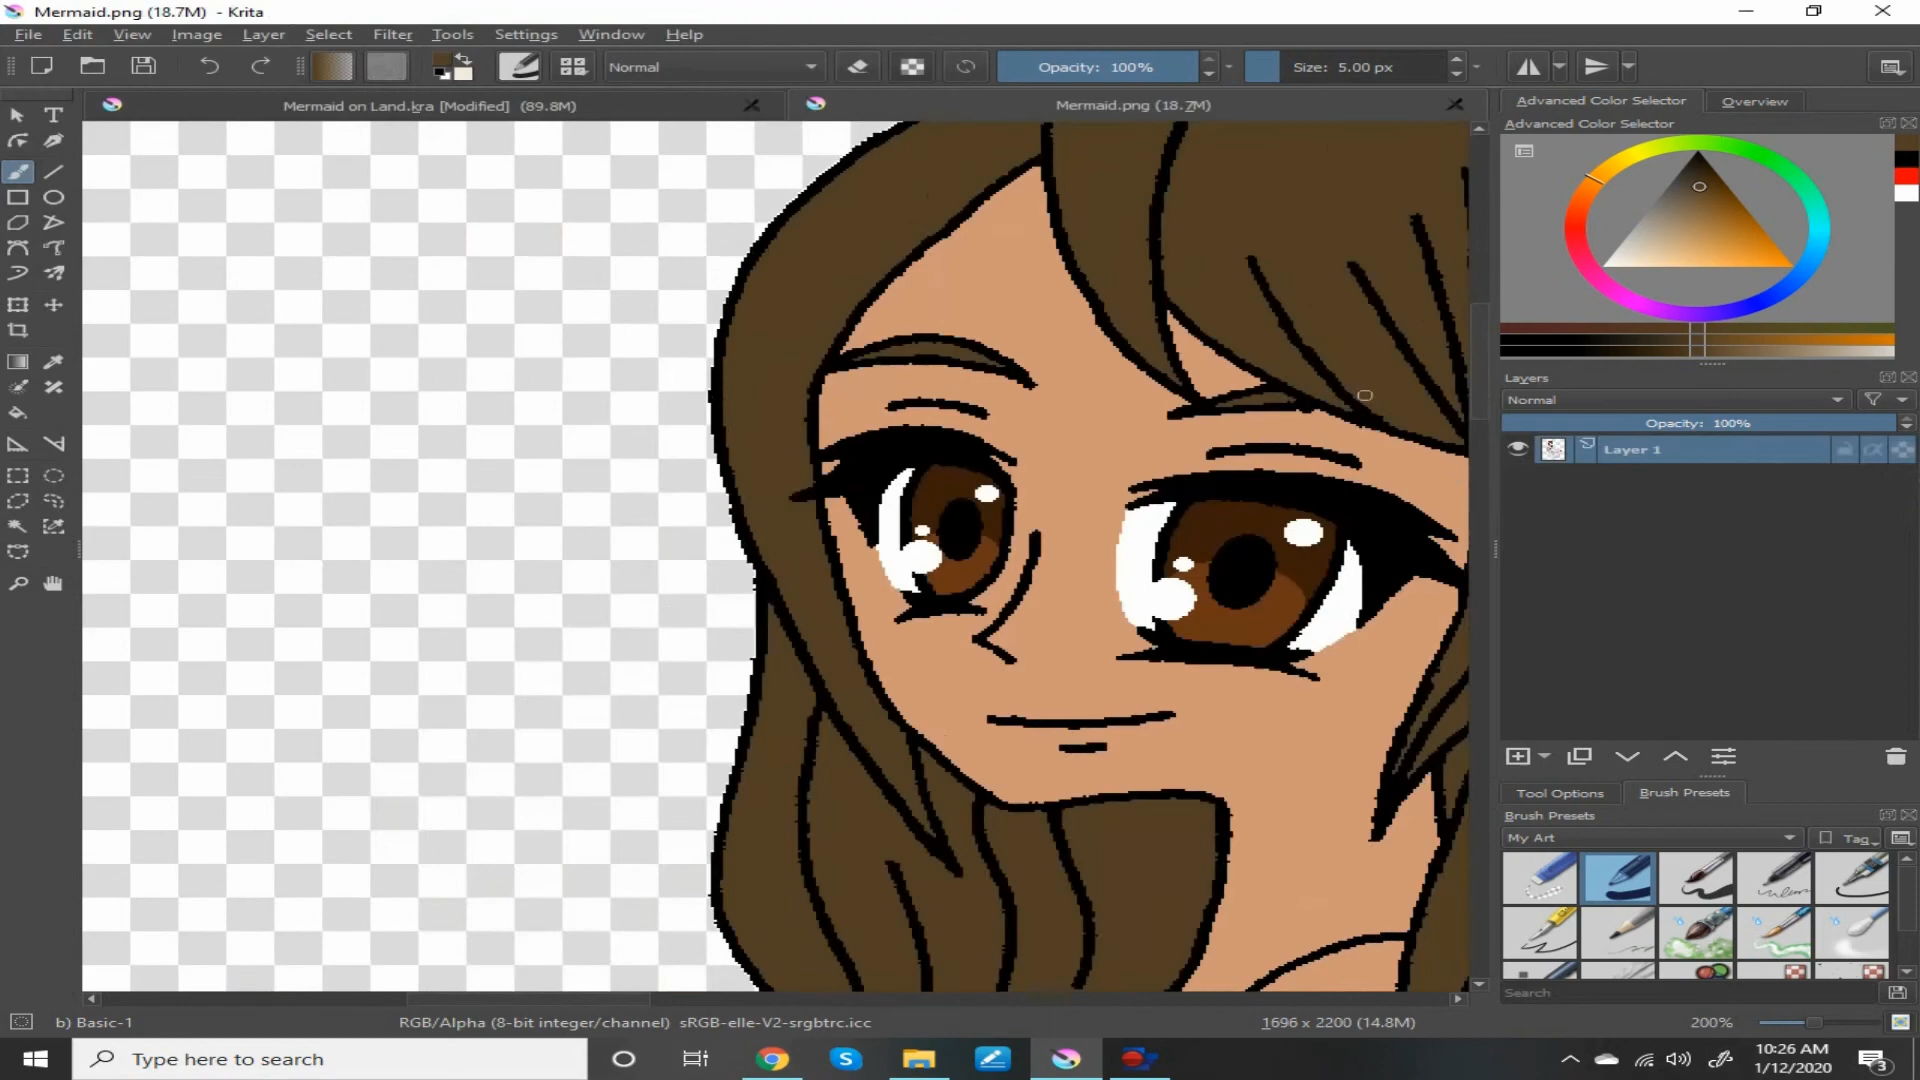 Mermaid.png (18.7M)  - Krita
File Edit View Image Layer Filter Tools Settings Window Help
Normal
Opacity: 100%
Size: 5.00 px
Mermaid on Land.kra [Modified] (89.8M)
Mermaid.png (18.7M)
Advanced Color Selector
Overview
Advanced Color Selector
Layers
Normal
Opacity: 100%
Layer 1
Tool Options
Brush Presets
Brush Presets
My Art
Tag
Search
b) Basic-1
RGB/Alpha (8-bit integer/channel) sRGB-elle-V2-srgbtrc.icc
1696 x 2200 (14.8M)
200%
Type here to search
10:26 AM
1/12/2020
3